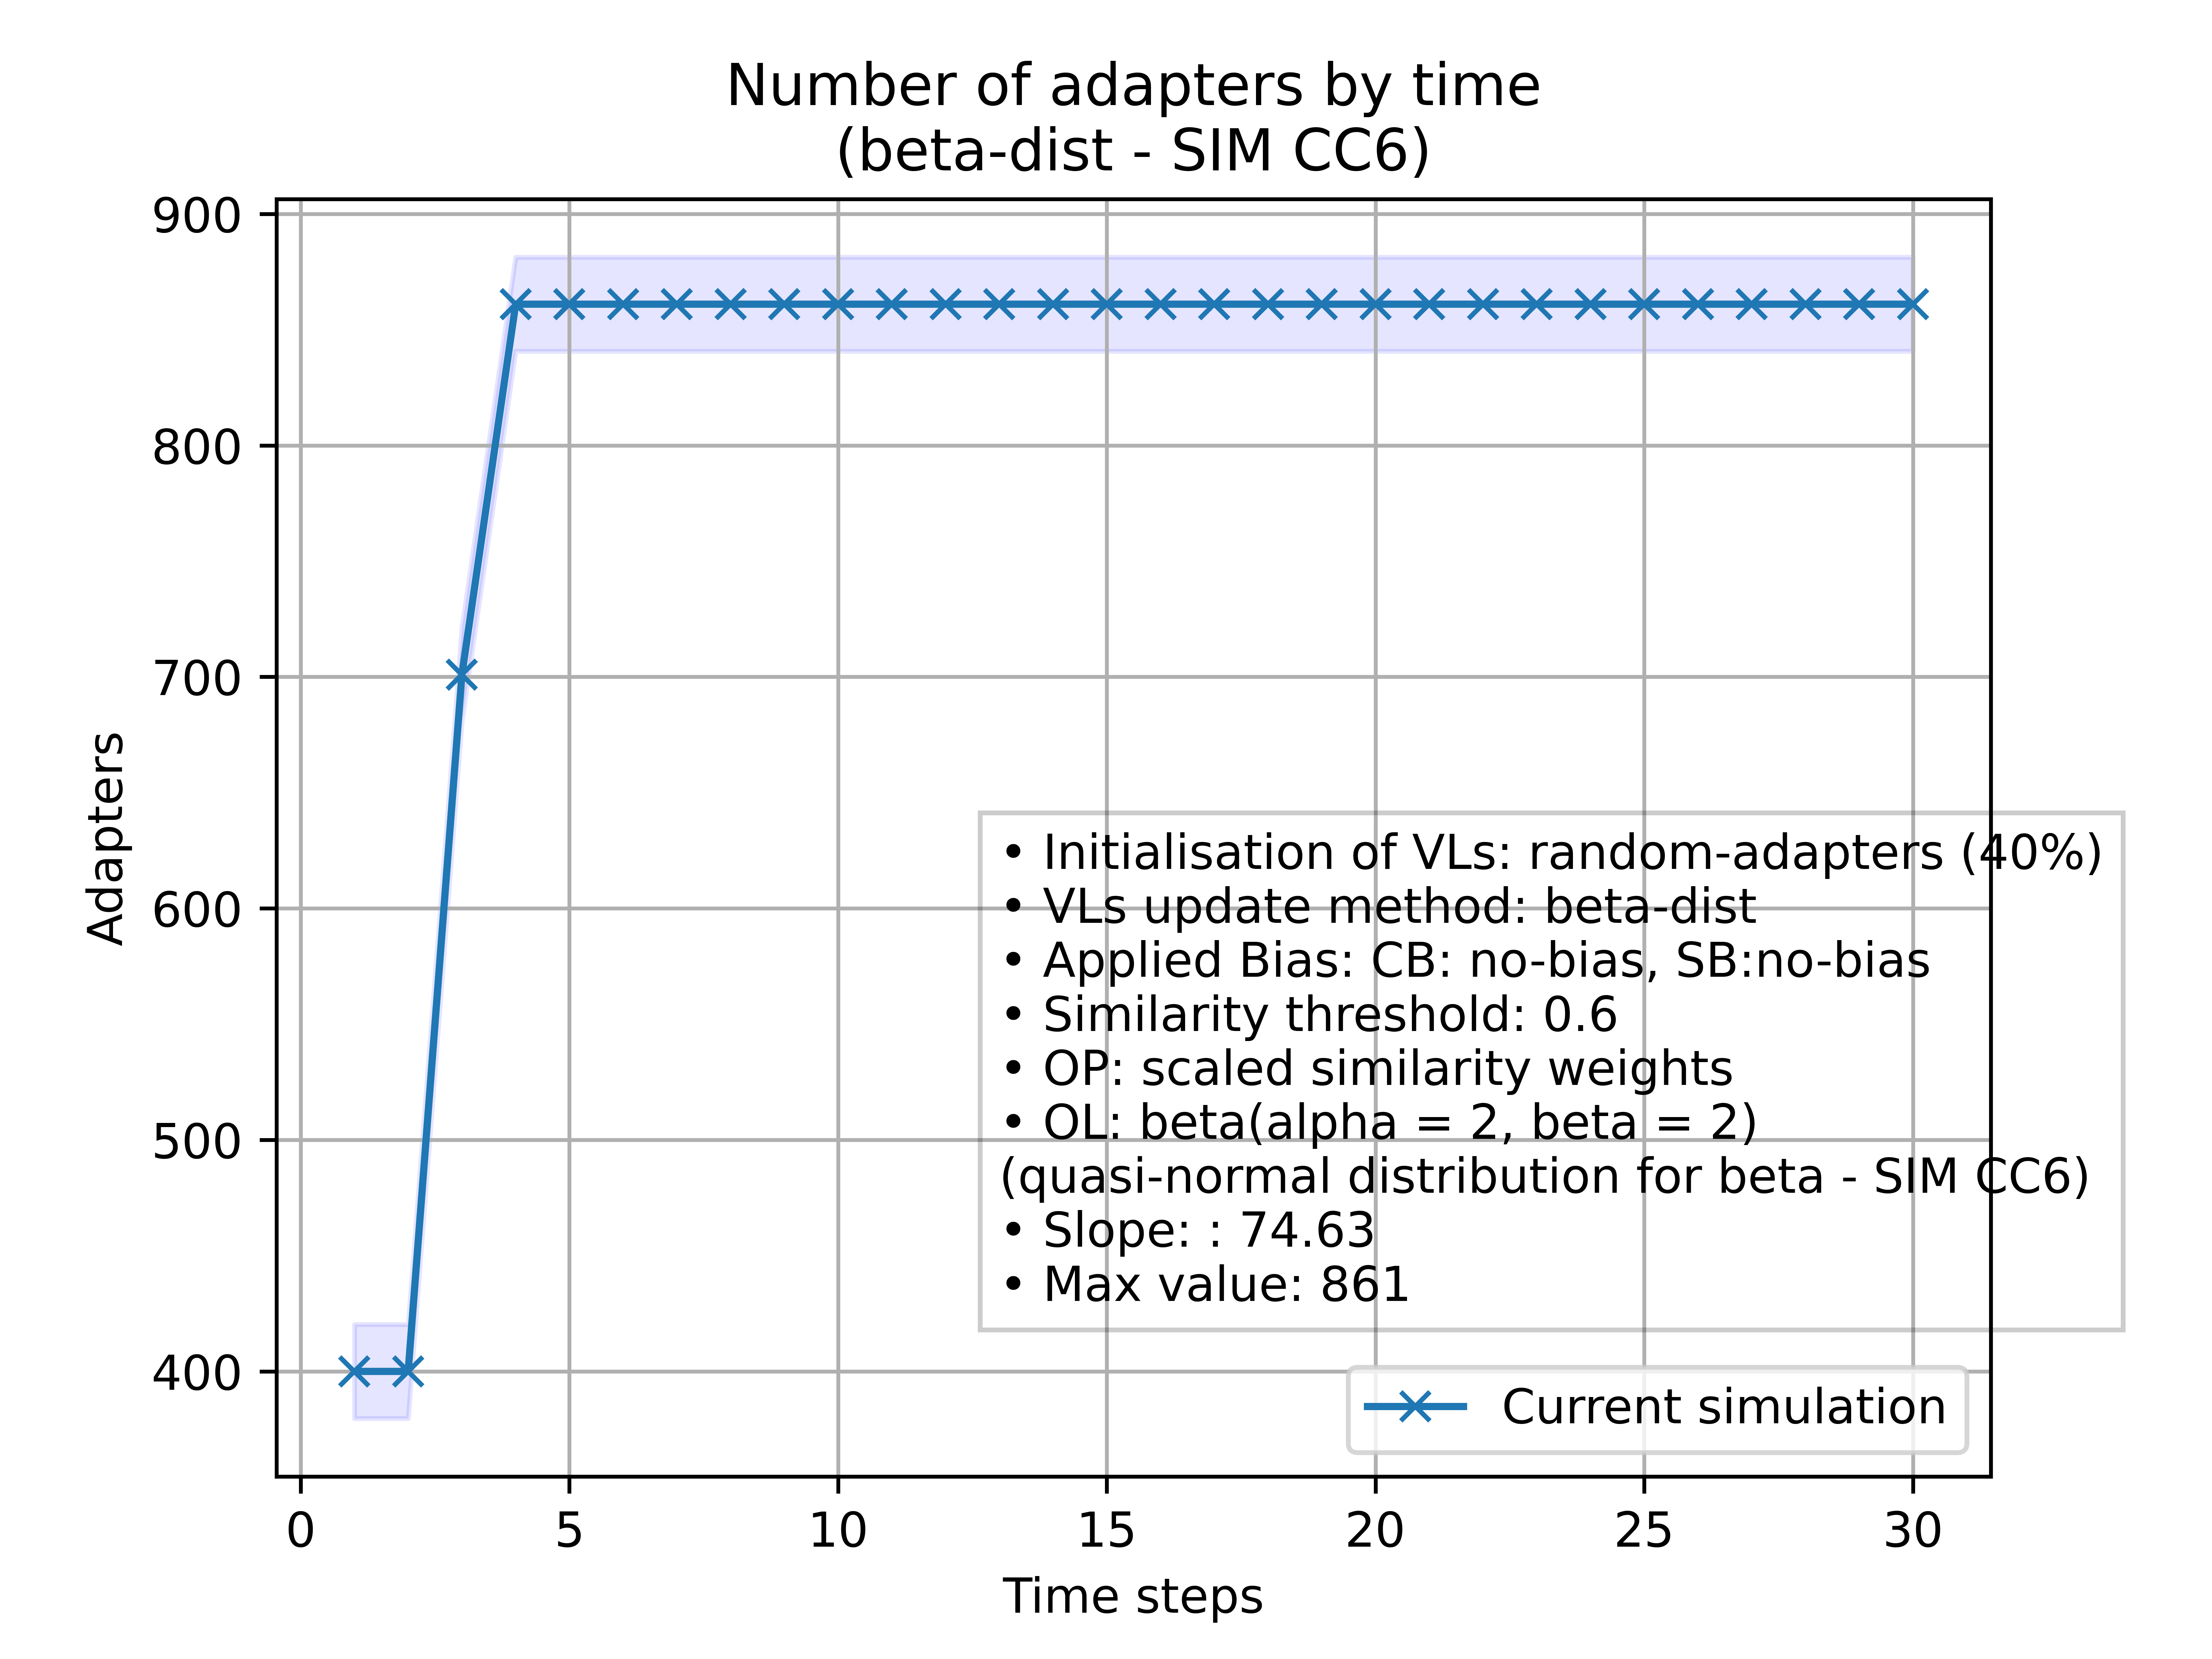 Number of adapters by time
(beta-dist - SIM CC6)
900
800
700
600
500
400
Adapters
• Initialisation of VLs: random-adapters (40%)
• VLs update method: beta-dist
• Applied Bias: CB: no-bias, SB:no-bias
• Similarity threshold: 0.6
• OP: scaled similarity weights
• OL: beta(alpha = 2, beta = 2)
(quasi-normal distribution for beta - SIM CC6)
• Slope: : 74.63
• Max value: 861
Current simulation
0 5 10 15 20 25 30
Time steps